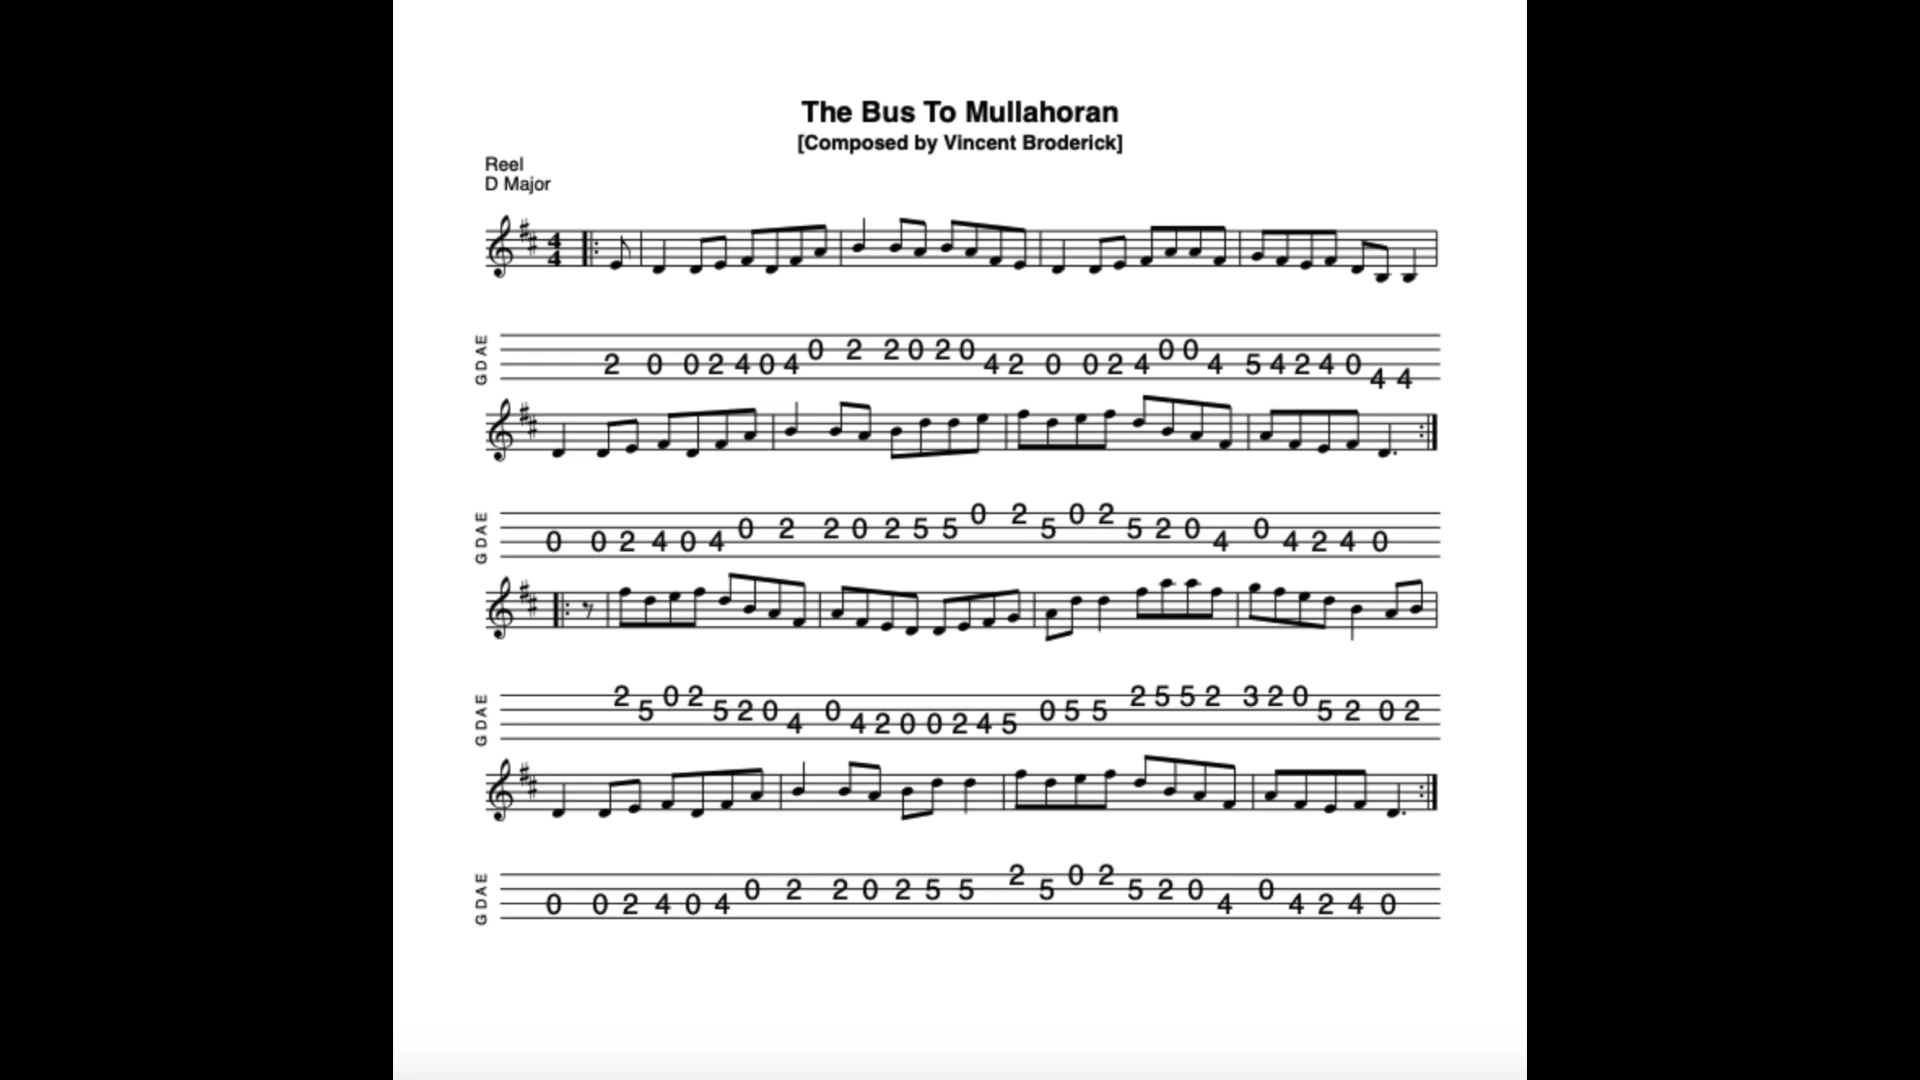 The Bus To Mullahoran
[Composed by Vincent Broderick]
Reel
D Major
4
4
G D A E
2 0 0 2 4 0 4 0 2 2 0 2 0 4 2 0 0 2 4 0 0 4 5 4 2 4 0 4 4
G D A E
0 0 2 4 0 4 0 2 2 0 2 5 5 0 2 5 0 2 5 2 0 4 0 4 2 4 0
G D A E
2 5 0 2 5 2 0 4 0 4 2 0 0 2 4 5 0 5 5 2 5 5 2 3 2 0 5 2 0 2
G D A E
0 0 2 4 0 4 0 2 2 0 2 5 5 2 5 0 2 5 2 0 4 0 4 2 4 0